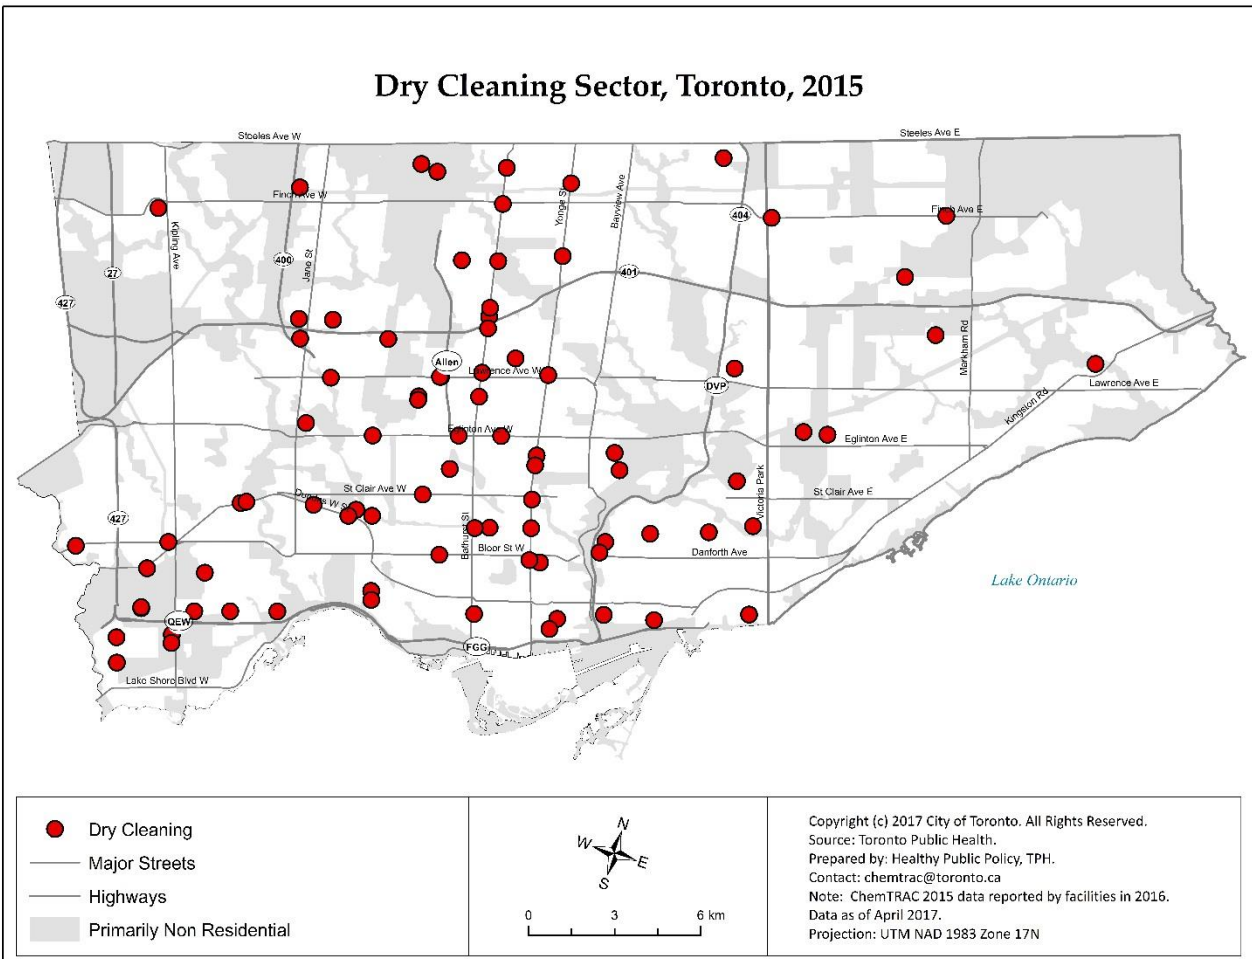 Dry Cleaning Sector, Toronto, 2015
Steeles Ave W
Steeles Ave E
Finch Ave W
Finch Ave E
Kipling Ave
Jane St
Yonge St
Bayview Ave
404
400
401
27
427
Allen
Lawrence Ave W
DVP
Markham Rd
Lawrence Ave E
Kingston Rd
Eglinton Ave W
Eglinton Ave E
St Clair Ave W
Dundas W St
St Clair Ave E
Victoria Park
427
Bathurst St
Bloor St W
Danforth Ave
Lake Ontario
QEW
FGG
Lake Shore Blvd W
Dry Cleaning
Major Streets
Highways
Primarily Non Residential
N
W
E
S
0 3 6 km
Copyright (c) 2017 City of Toronto. All Rights Reserved.
Source: Toronto Public Health.
Prepared by: Healthy Public Policy, TPH.
Contact: chemtrac@toronto.ca
Note: ChemTRAC 2015 data reported by facilities in 2016.
Data as of April 2017.
Projection: UTM NAD 1983 Zone 17N